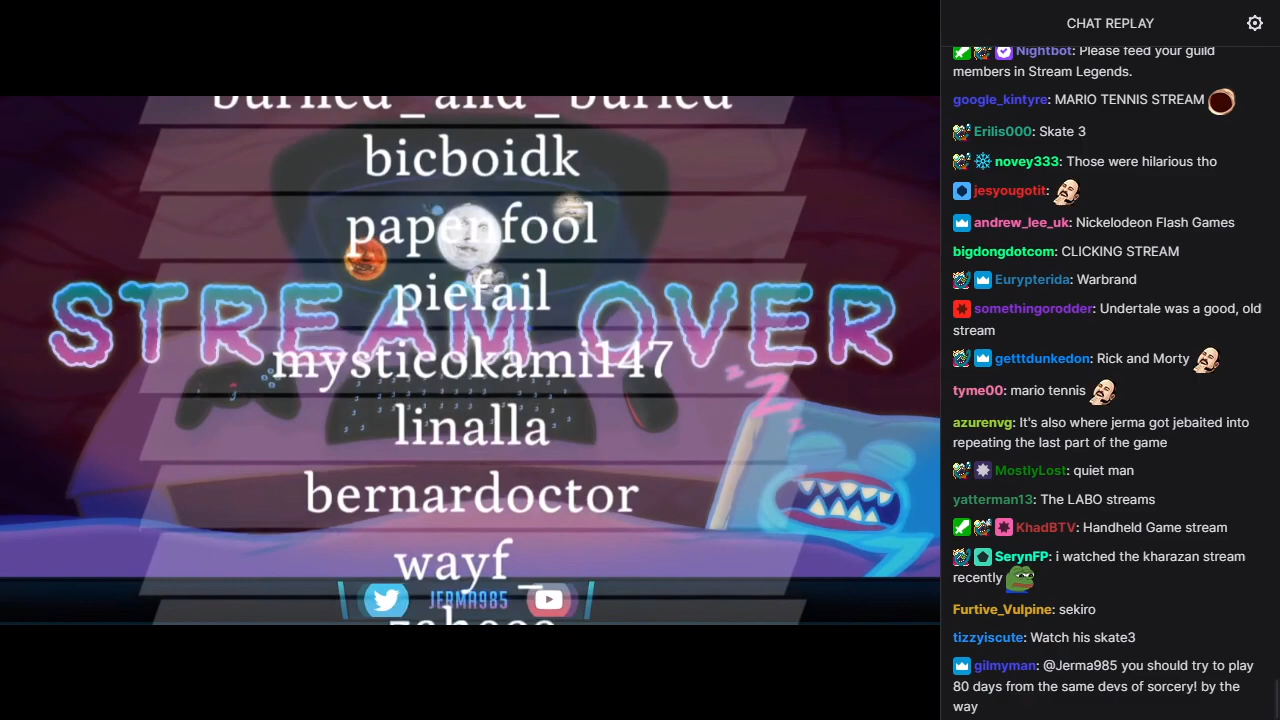 burned_and_buried
bicboidk
papenfool
piefail
STREAM OVER
mysticokami147
linalla
bernardoctor
wayf_
JERMA985
CHAT REPLAY
Nightbot: Please feed your guild
members in Stream Legends.
google_kintyre: MARIO TENNIS STREAM
Erilis000: Skate 3
novey333: Those were hilarious tho
jesyougotit:
andrew_lee_uk: Nickelodeon Flash Games
bigdongdotcom: CLICKING STREAM
Eurypterida: Warbrand
somethingorodder: Undertale was a good, old
stream
getttdunkedon: Rick and Morty
tyme00: mario tennis
azurenvg: It's also where jerma got jebaited into
repeating the last part of the game
MostlyLost: quiet man
yatterman13: The LABO streams
KhadBTV: Handheld Game stream
SerynFP: i watched the kharazan stream
recently
Furtive_Vulpine: sekiro
tizzyiscute: Watch his skate3
gilmyman: @Jerma985 you should try to play
80 days from the same devs of sorcery! by the
way